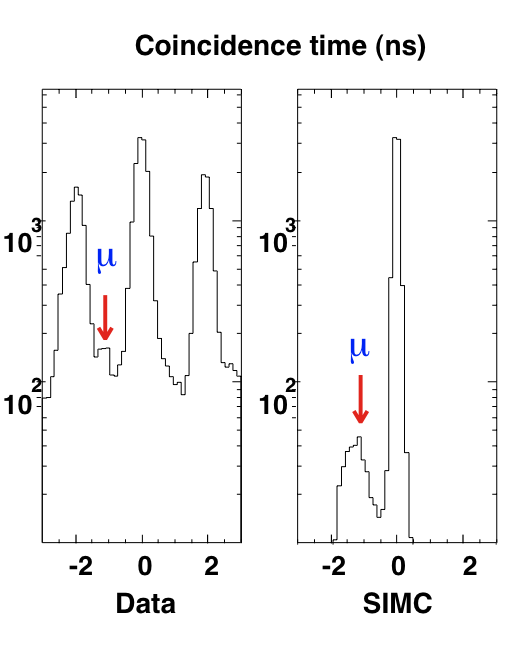 Coincidence time (ns)
10³ 10³
μ
μ
10² 10²
-2 0 2 -2 0 2
Data SIMC